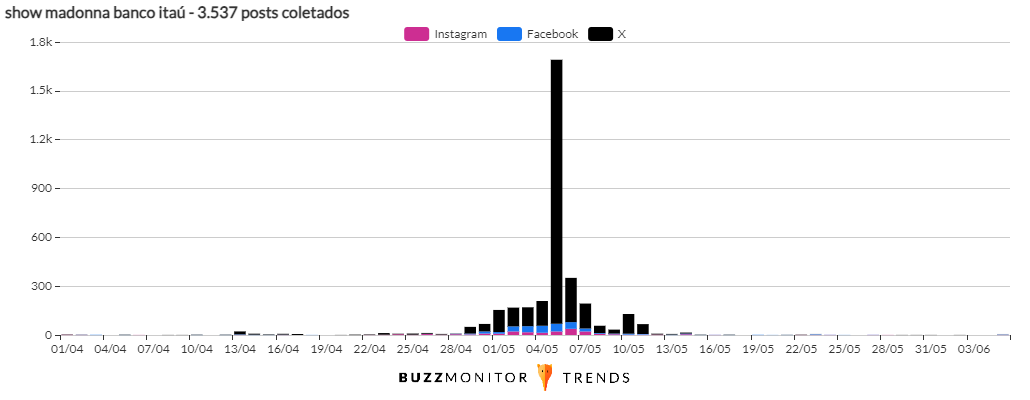 show madonna banco itaú - 3.537 posts coletados
Instagram Facebook X
1.8k
1.5k
1.2k
900
600
300
0
01/04 04/04 07/04 10/04 13/04 16/04 19/04 22/04 25/04 28/04 01/05 04/05 07/05 10/05 13/05 16/05 19/05 22/05 25/05 28/05 31/05 03/06
BUZZMONITOR TRENDS